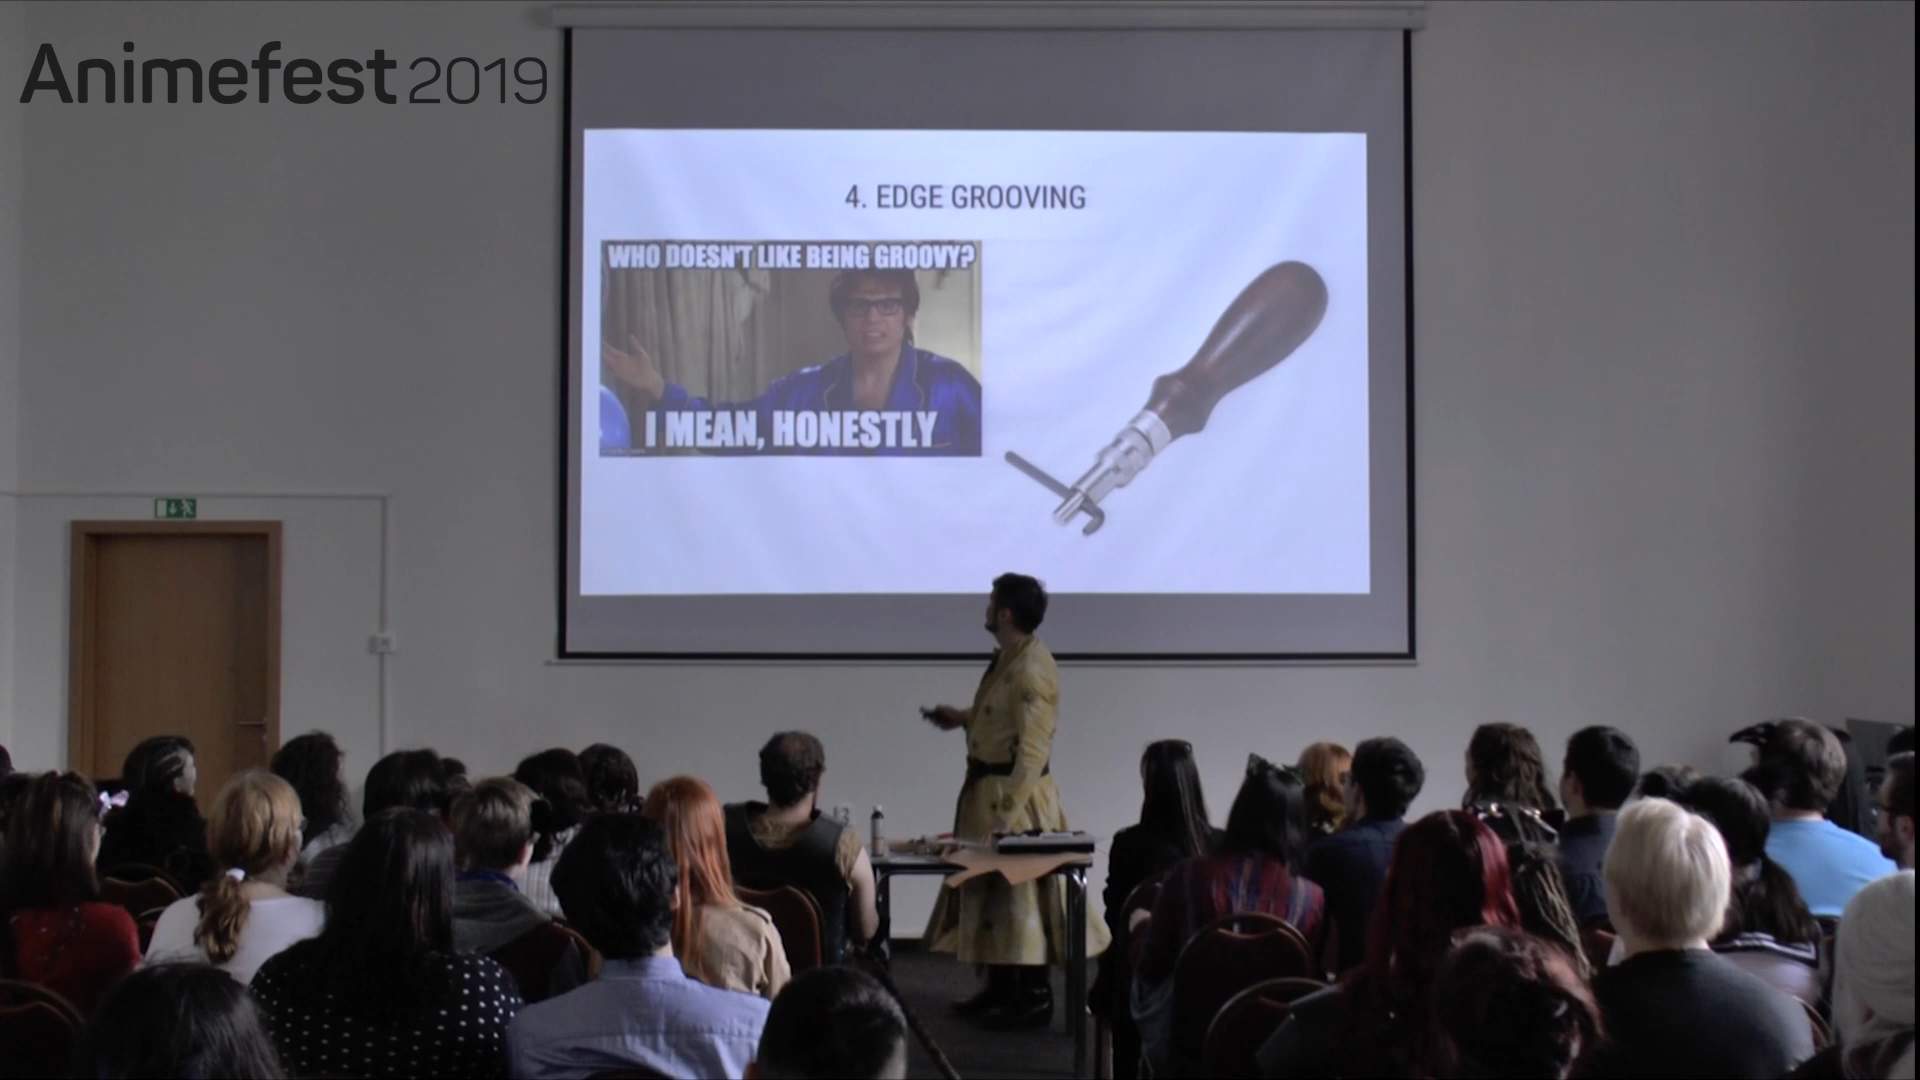 Animefest 2019
4. EDGE GROOVING
WHO DOESN'T LIKE BEING GROOVY?
I MEAN, HONESTLY